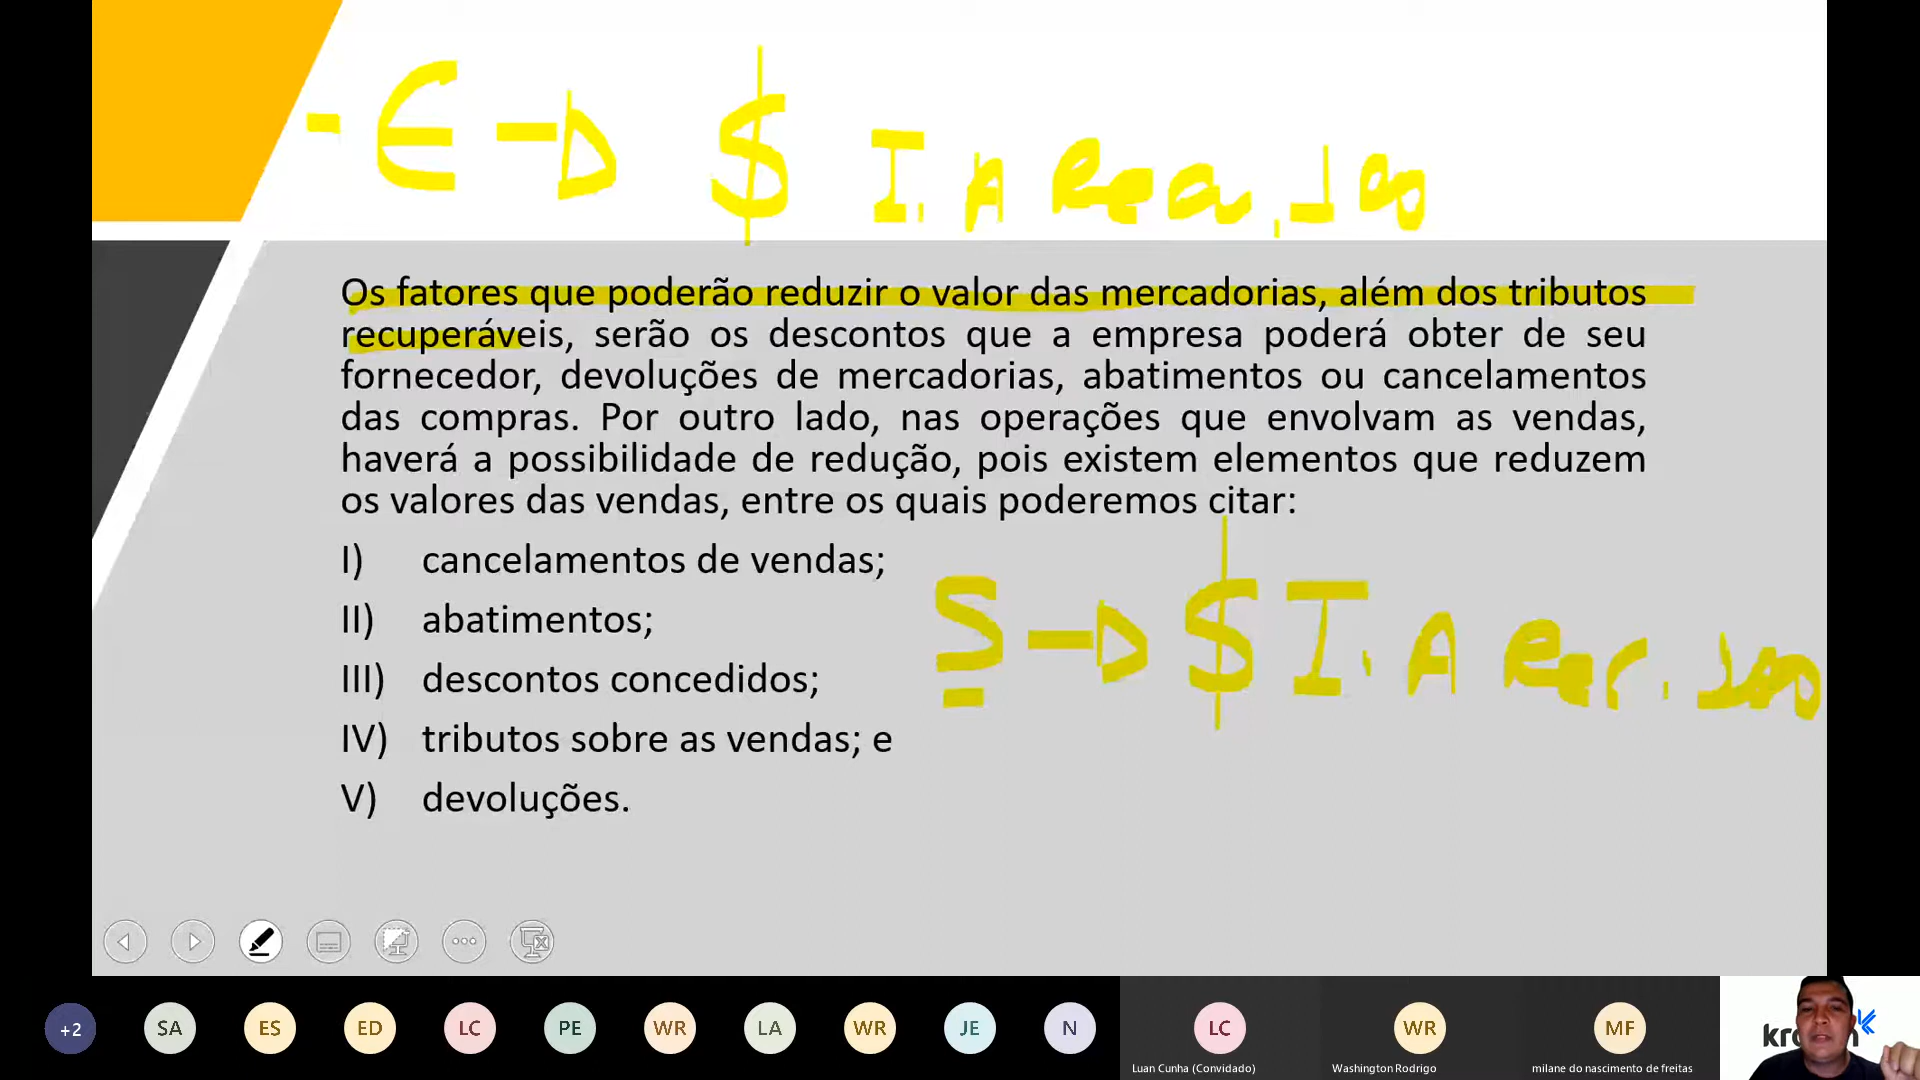 - E → $ I. A Rec. 100
Os fatores que poderão reduzir o valor das mercadorias, além dos tributos
recuperáveis, serão os descontos que a empresa poderá obter de seu
fornecedor, devoluções de mercadorias, abatimentos ou cancelamentos
das compras. Por outro lado, nas operações que envolvam as vendas,
haverá a possibilidade de redução, pois existem elementos que reduzem
os valores das vendas, entre os quais poderemos citar:
I) cancelamentos de vendas;
II) abatimentos;
III) descontos concedidos;
IV) tributos sobre as vendas; e
V) devoluções.
S → $ I. A Rec. 100
+2 SA ES ED LC PE WR LA WR JE N LC WR MF
Luan Cunha (Convidado) Washington Rodrigo milane do nascimento de freitas